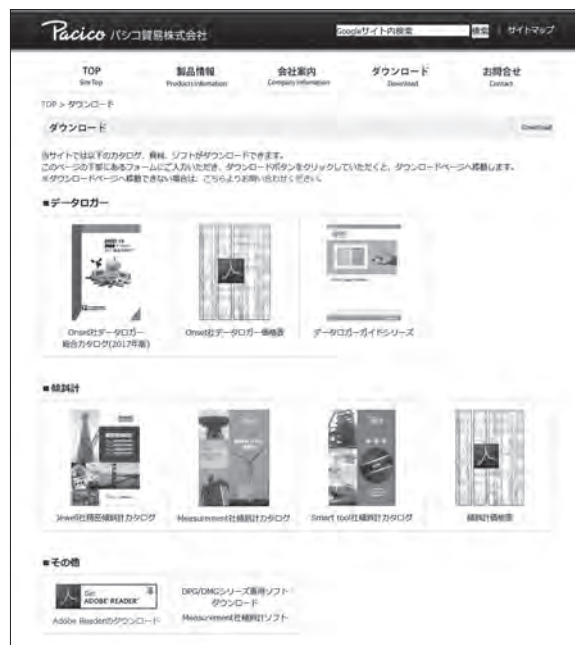 Pacico パシコ貿易株式会社
Googleサイト内検索 検索 | サイトマップ
TOP 製品情報 会社案内 ダウンロード お問合せ
Site Top Products Information Company Information Download Contact
TOP > ダウンロード
ダウンロード Download
当サイトでは以下のカタログ、資料、ソフトがダウンロードできます。
このページの下部にあるフォームにご入力いただき、ダウンロードボタンをクリックしていただくと、ダウンロードページへ移動します。
※ダウンロードページへ移動できない場合は、こちらよりお問い合わせください。
■データロガー
Onset社データロガー
総合カタログ(2017年版)
Onset社データロガー価格表
データロガーガイドシリーズ
■傾斜計
Jewell社精密傾斜計カタログ
Measurement社傾斜計カタログ
Smart tool社傾斜計カタログ
傾斜計価格表
■その他
Get
ADOBE® READER®
Adobe Readerのダウンロード
DPG/DMGシリーズ専用ソフト
ダウンロード
Measurement社傾斜計ソフト